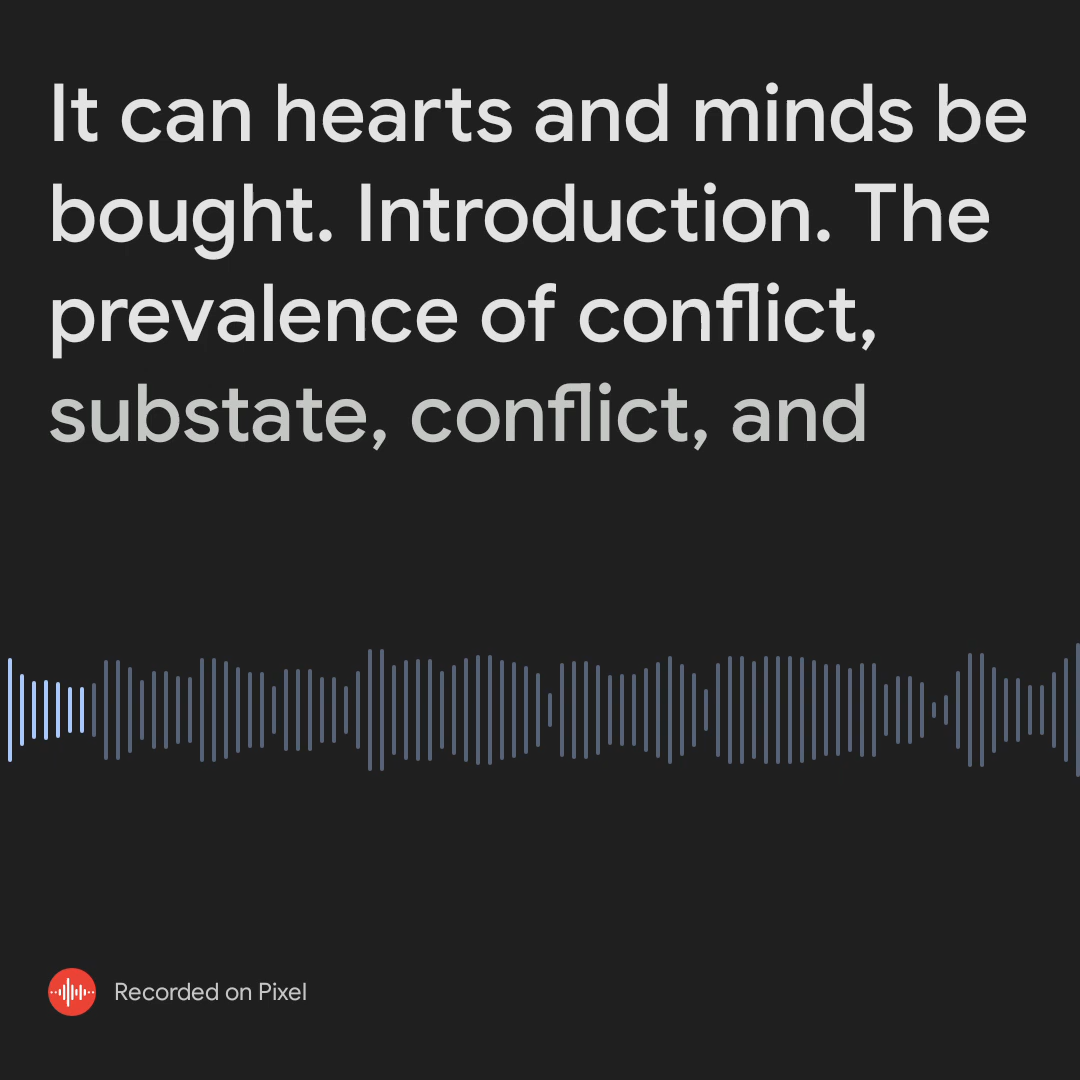 It can hearts and minds be
bought. Introduction. The
prevalence of conflict,
substate, conflict, and
Recorded on Pixel